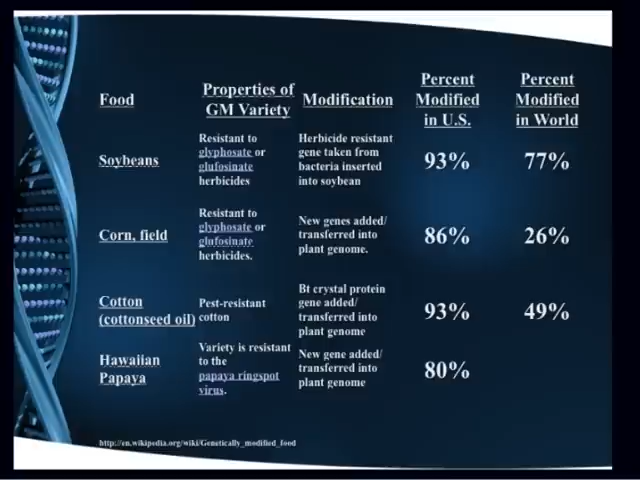 Food
Properties of
GM Variety
Modification
Percent
Modified
in U.S.
Percent
Modified
in World
Soybeans
Resistant to
glyphosate or
glufosinate
herbicides
Herbicide resistant
gene taken from
bacteria inserted
into soybean
93%
77%
Corn, field
Resistant to
glyphosate or
glufosinate
herbicides.
New genes added/
transferred into
plant genome.
86%
26%
Cotton
(cottonseed oil)
Pest-resistant
cotton
Bt crystal protein
gene added/
transferred into
plant genome
93%
49%
Hawaiian
Papaya
Variety is resistant
to the
papaya ringspot
virus.
New gene added/
transferred into
plant genome
80%
http://en.wikipedia.org/wiki/Genetically_modified_food